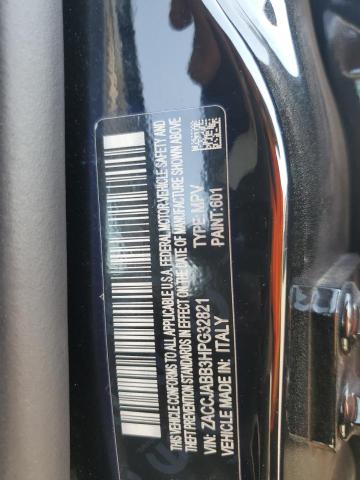 THIS VEHICLE CONFORMS TO ALL APPLICABLE U.S.A. FEDERAL MOTOR VEHICLE SAFETY AND
THEFT PREVENTION STANDARDS IN EFFECT ON THE DATE OF MANUFACTURE SHOWN ABOVE
VIN: ZACCJABB3HPG32821 TYPE: MPV
VEHICLE MADE IN: ITALY PAINT: 601